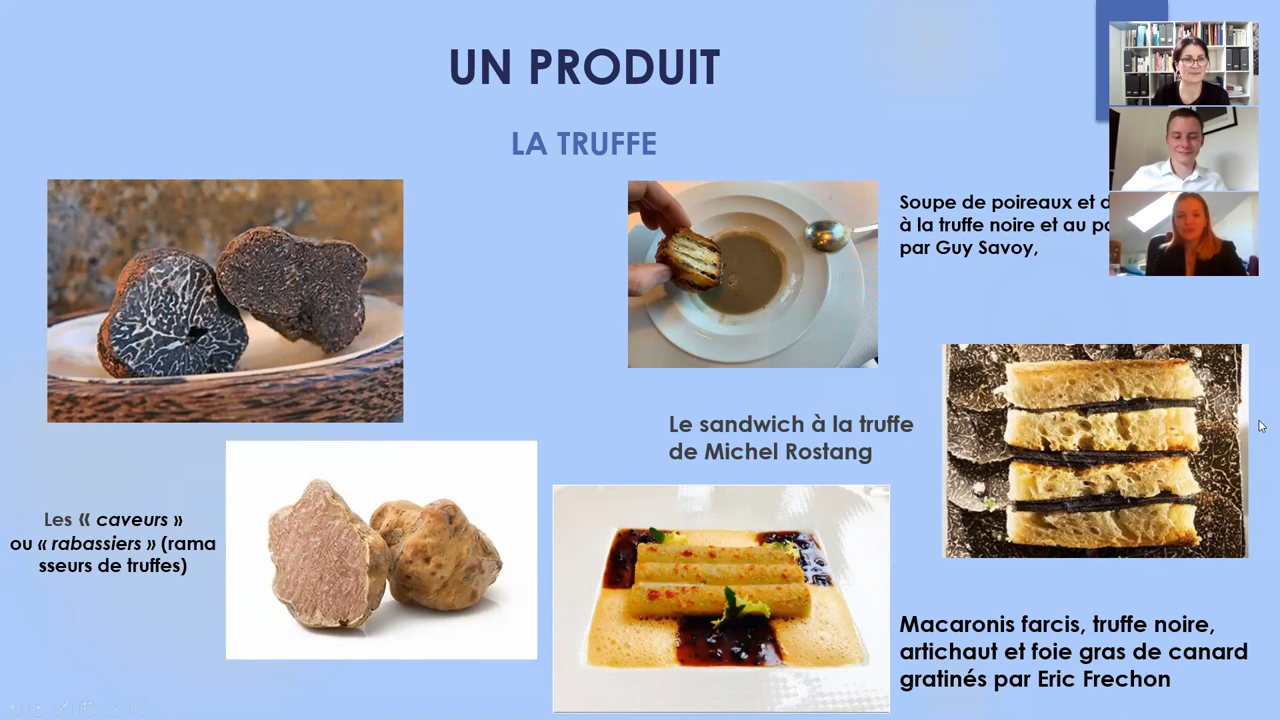 UN PRODUIT
LA TRUFFE
Soupe de poireaux et
à la truffe noire et au
par Guy Savoy,
Le sandwich à la truffe
de Michel Rostang
Les « caveurs »
ou « rabassiers » (rama
sseurs de truffes)
Macaronis farcis, truffe noire,
artichaut et foie gras de canard
gratinés par Eric Frechon